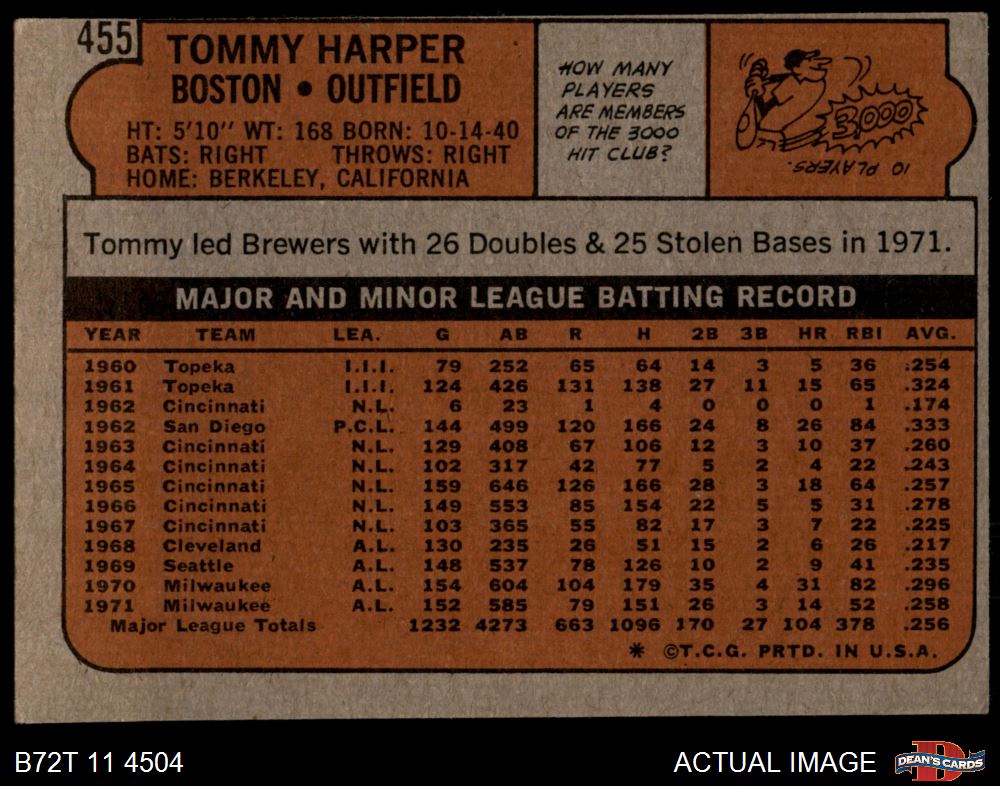 455
TOMMY HARPER
BOSTON • OUTFIELD
HT: 5'10" WT: 168 BORN: 10-14-40
BATS: RIGHT THROWS: RIGHT
HOME: BERKELEY, CALIFORNIA
HOW MANY
PLAYERS
ARE MEMBERS
OF THE 3000
HIT CLUB?
3,000
10 PLAYERS.
Tommy led Brewers with 26 Doubles & 25 Stolen Bases in 1971.
MAJOR AND MINOR LEAGUE BATTING RECORD
YEAR TEAM LEA. G AB R H 2B 3B HR RBI AVG.
1960 Topeka I.I.I. 79 252 65 64 14 3 5 36 .254
1961 Topeka I.I.I. 124 426 131 138 27 11 15 65 .324
1962 Cincinnati N.L. 6 23 1 4 0 0 0 1 .174
1962 San Diego P.C.L. 144 499 120 166 24 8 26 84 .333
1963 Cincinnati N.L. 129 408 67 106 12 3 10 37 .260
1964 Cincinnati N.L. 102 317 42 77 5 2 4 22 .243
1965 Cincinnati N.L. 159 646 126 166 28 3 18 64 .257
1966 Cincinnati N.L. 149 553 85 154 22 5 5 31 .278
1967 Cincinnati N.L. 103 365 55 82 17 3 7 22 .225
1968 Cleveland A.L. 130 235 26 51 15 2 6 26 .217
1969 Seattle A.L. 148 537 78 126 10 2 9 41 .235
1970 Milwaukee A.L. 154 604 104 179 35 4 31 82 .296
1971 Milwaukee A.L. 152 585 79 151 26 3 14 52 .258
Major League Totals 1232 4273 663 1096 170 27 104 378 .256
* ©T.C.G. PRTD. IN U.S.A.
B72T 11 4504
ACTUAL IMAGE
D
DEAN'S CARDS